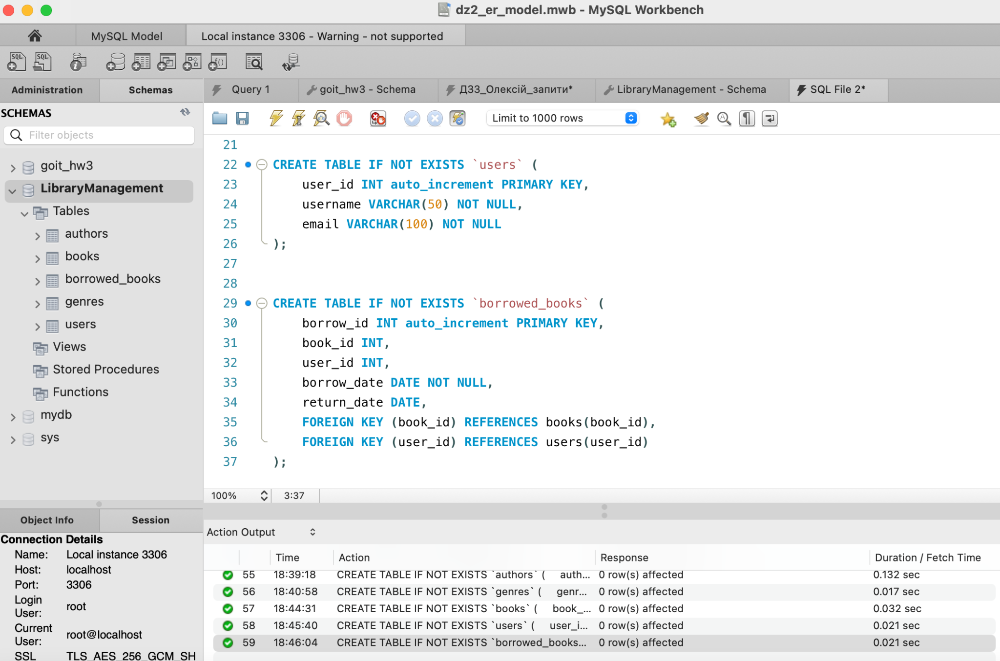 dz2_er_model.mwb - MySQL Workbench
MySQL Model
Local instance 3306 - Warning - not supported
SQL
SQL
Administration
Schemas
Query 1
goit_hw3 - Schema
ДЗ3_Олексій_запити*
LibraryManagement - Schema
SQL File 2*
SCHEMAS
Filter objects
goit_hw3
LibraryManagement
Tables
authors
books
borrowed_books
genres
users
Views
Stored Procedures
Functions
mydb
sys
Limit to 1000 rows
21
22 CREATE TABLE IF NOT EXISTS `users` (
23 user_id INT auto_increment PRIMARY KEY,
24 username VARCHAR(50) NOT NULL,
25 email VARCHAR(100) NOT NULL
26 );
27
28
29 CREATE TABLE IF NOT EXISTS `borrowed_books` (
30 borrow_id INT auto_increment PRIMARY KEY,
31 book_id INT,
32 user_id INT,
33 borrow_date DATE NOT NULL,
34 return_date DATE,
35 FOREIGN KEY (book_id) REFERENCES books(book_id),
36 FOREIGN KEY (user_id) REFERENCES users(user_id)
37 );
100%
3:37
Object Info
Session
Connection Details
Name: Local instance 3306
Host: localhost
Port: 3306
Login User: root
Current User: root@localhost
SSL TLS_AES_256_GCM_SH
Action Output
Time Action Response Duration / Fetch Time
55 18:39:18 CREATE TABLE IF NOT EXISTS `authors` ( auth... 0 row(s) affected 0.132 sec
56 18:40:58 CREATE TABLE IF NOT EXISTS `genres` ( genr... 0 row(s) affected 0.017 sec
57 18:44:31 CREATE TABLE IF NOT EXISTS `books` ( book_... 0 row(s) affected 0.032 sec
58 18:45:40 CREATE TABLE IF NOT EXISTS `users` ( user_i... 0 row(s) affected 0.021 sec
59 18:46:04 CREATE TABLE IF NOT EXISTS `borrowed_books... 0 row(s) affected 0.021 sec